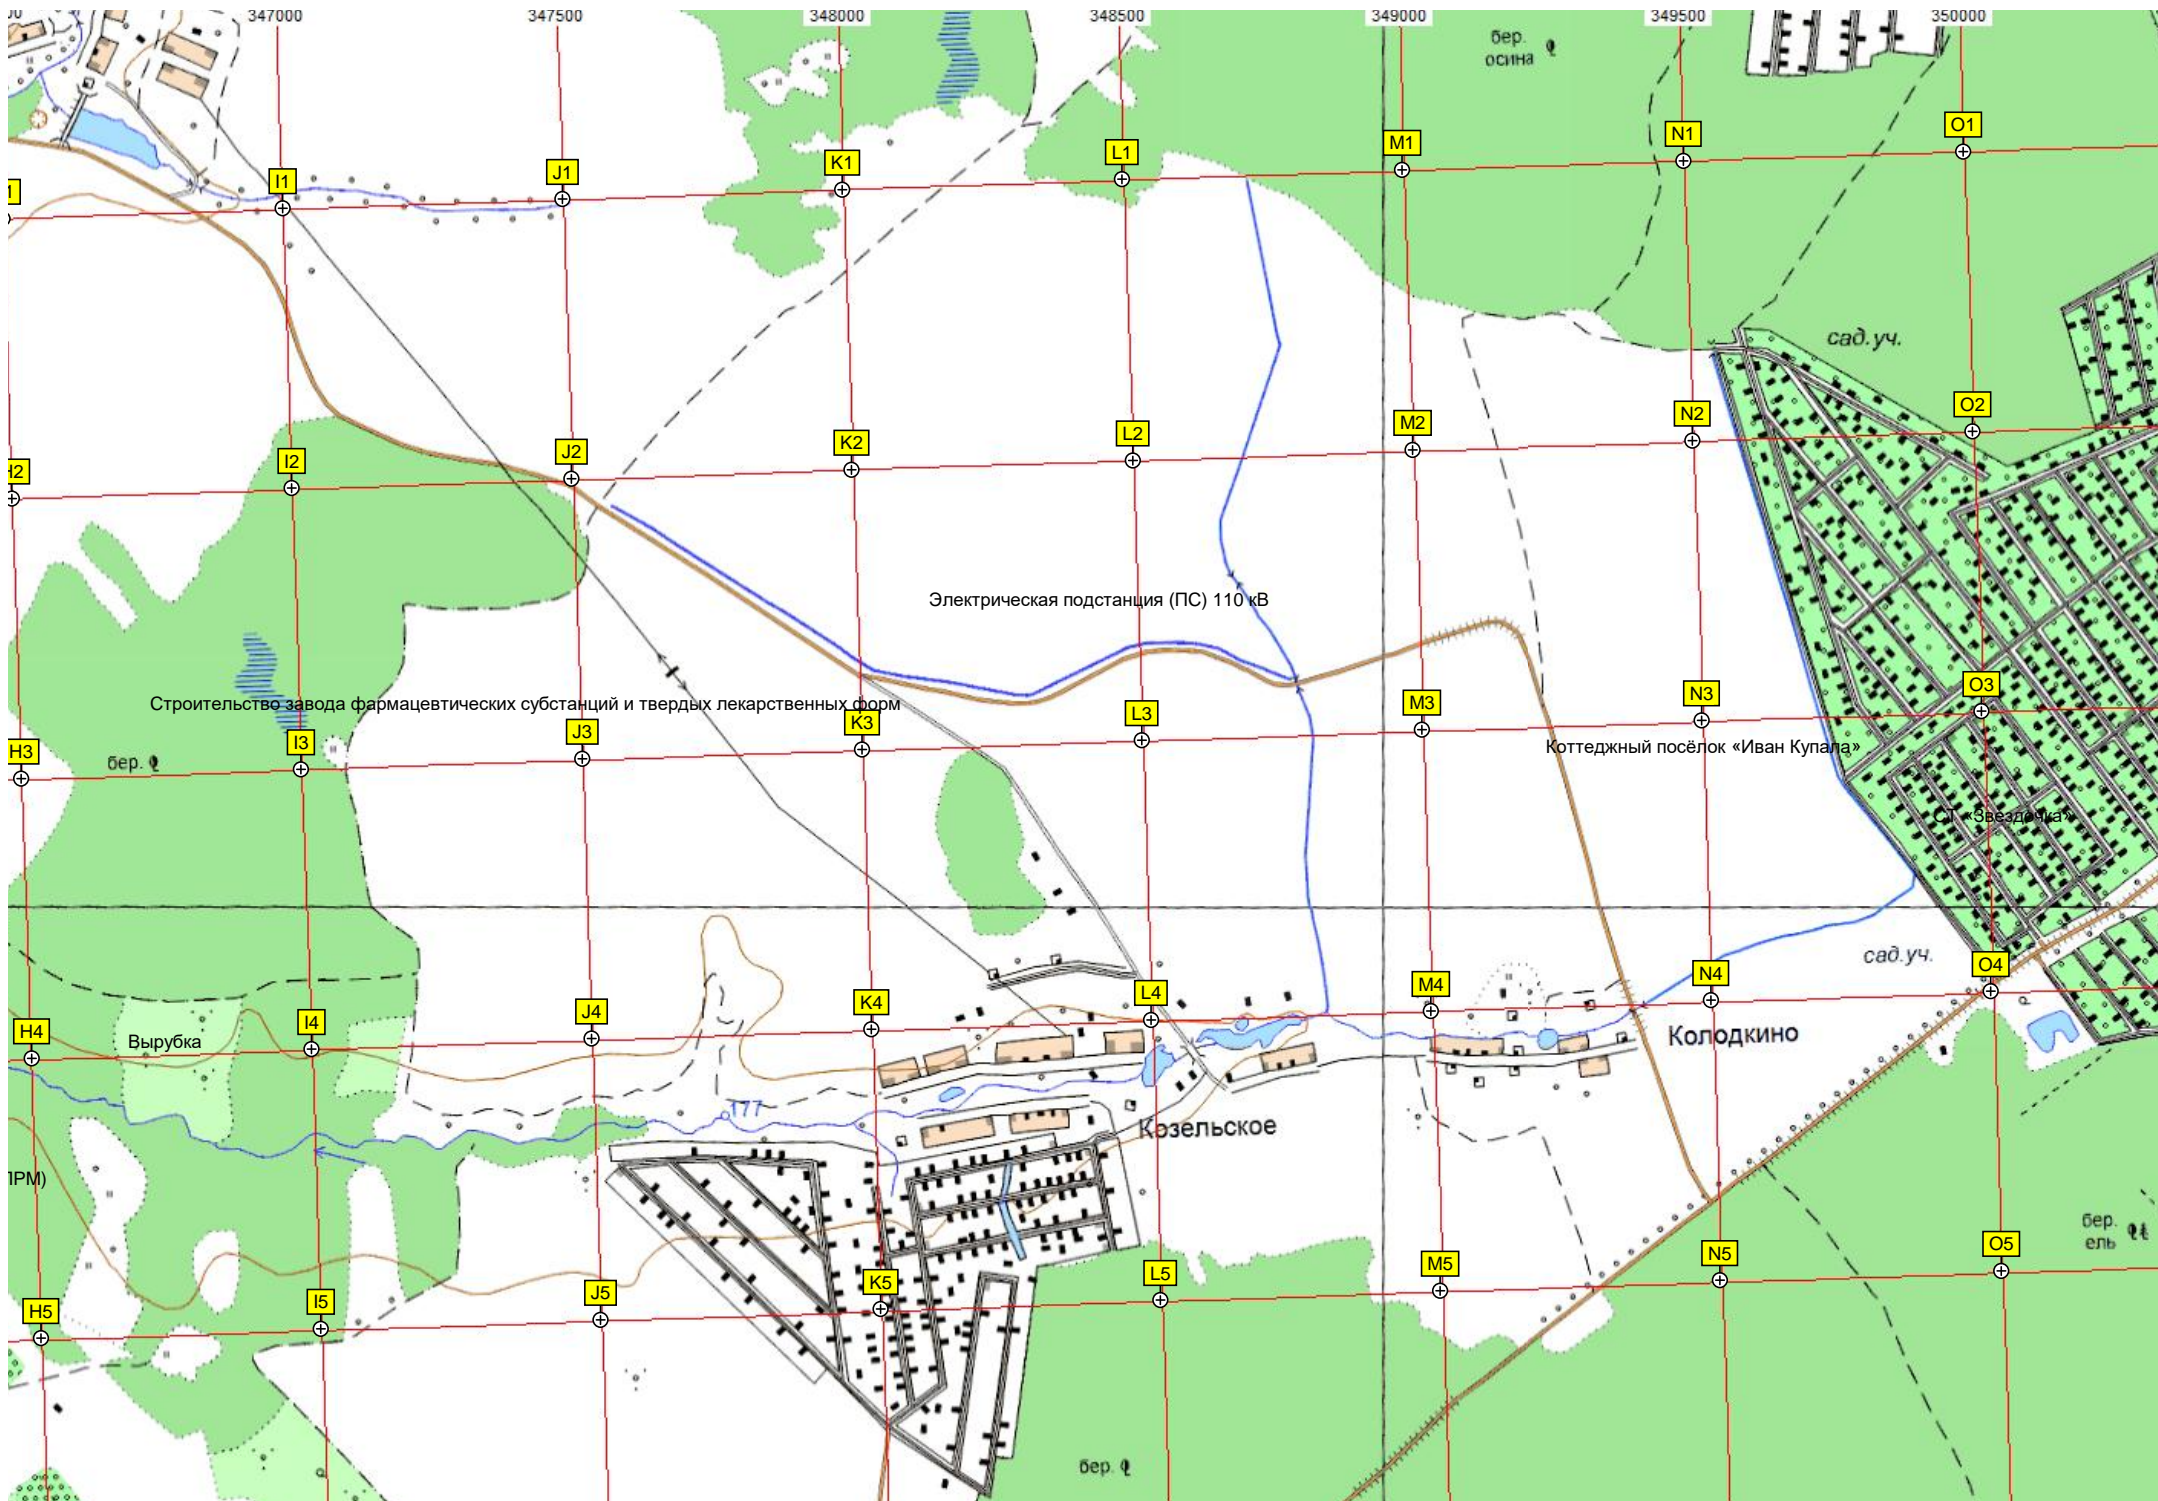 347000 347500 348000 348500 349000 349500 350000
бер.
осина
O1
N1
M1
L1
K1
J1
I1
сад.уч.
O2
N2
M2
L2
K2
J2
I2
H2
Электрическая подстанция (ПС) 110 кВ
O3
N3
M3
L3
K3
J3
I3
H3
Строительство завода фармацевтических субстанций и твердых лекарственных форм
Коттеджный посёлок «Иван Купала»
бер.
СТ «Звездочка»
сад.уч.
O4
N4
M4
L4
K4
J4
I4
H4
Вырубка
Колодкино
177
Козельское
ПРМ)
бер.
ель
O5
N5
M5
L5
K5
J5
I5
H5
бер.